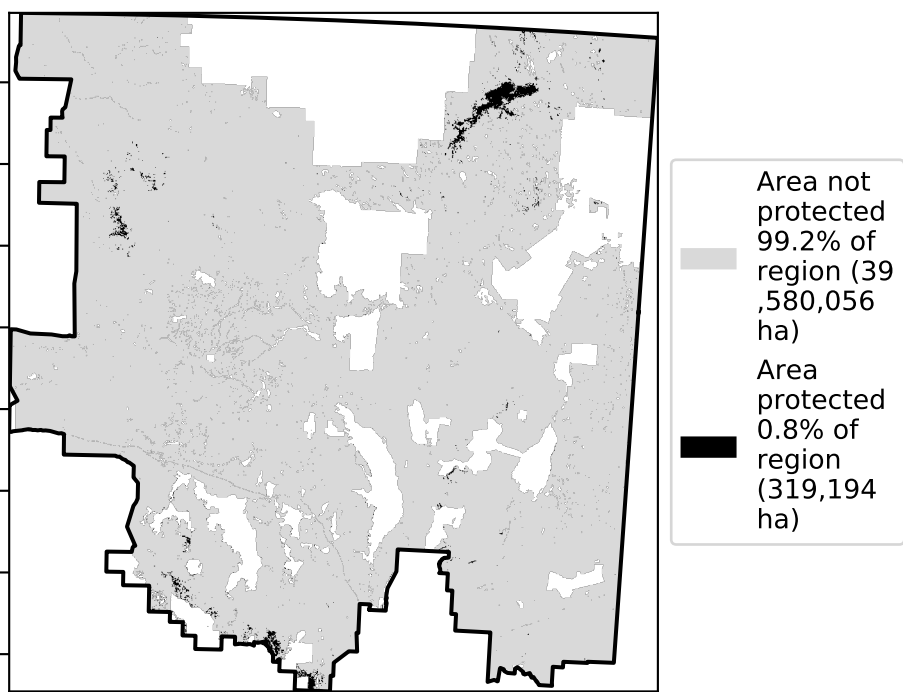 Area not
protected
99.2% of
region (39
,580,056
ha)
Area
protected
0.8% of
region
(319,194
ha)